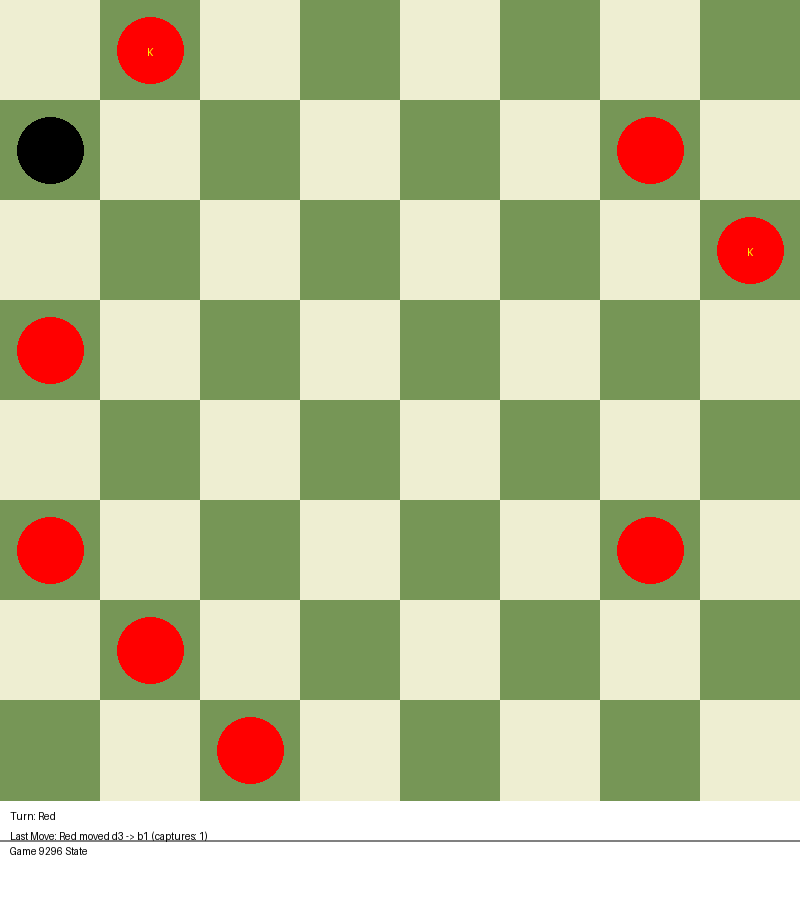 K
K
Turn: Red
Last Move: Red moved d3 -> b1 (captures: 1)
Game 9296 State